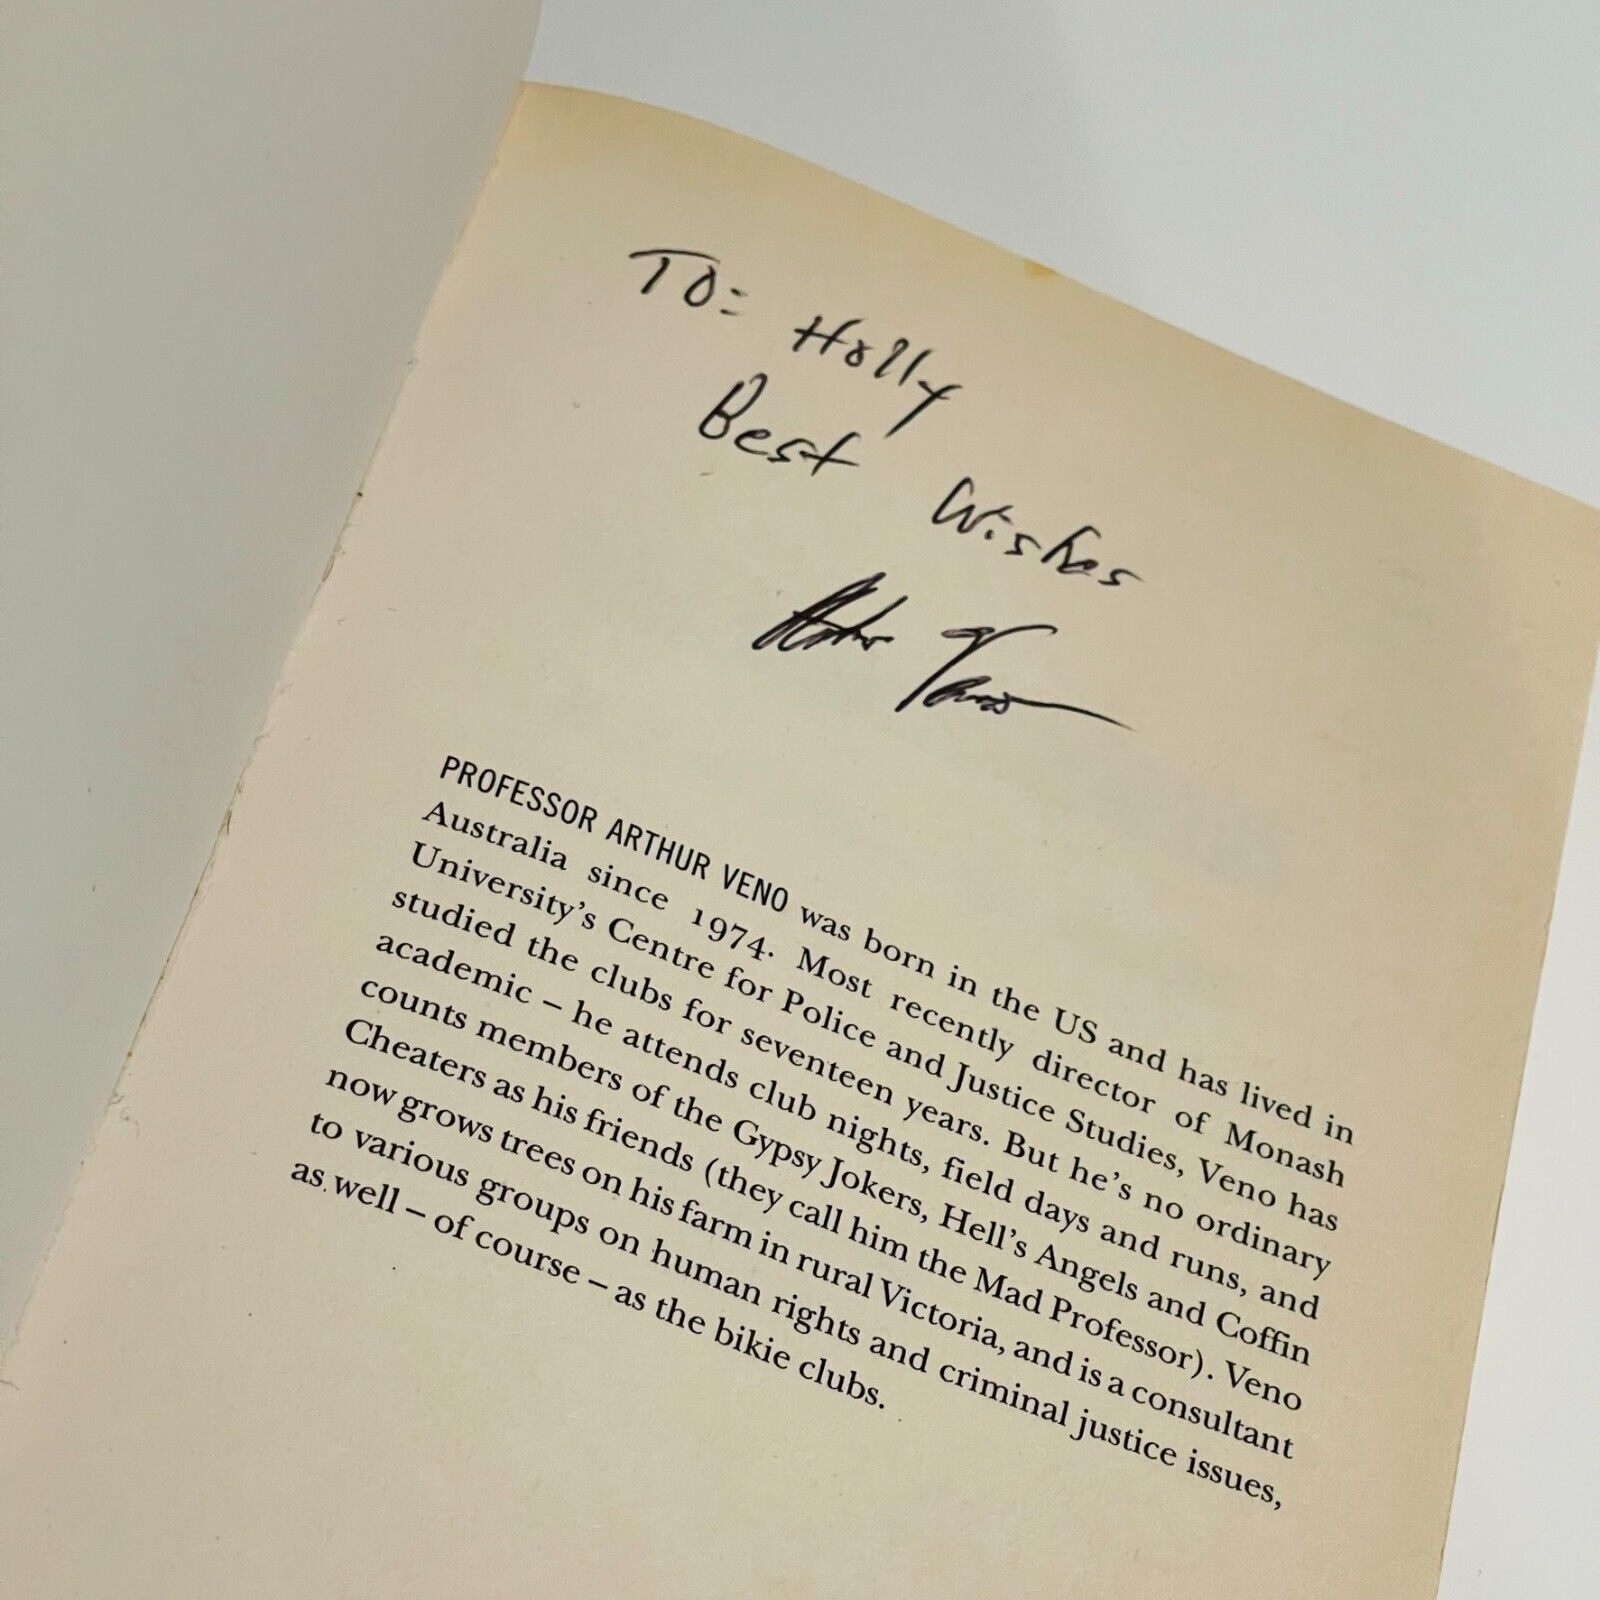 TO: Holly
Best Wishes
Arthur Veno
PROFESSOR ARTHUR VENO was born in the US and has lived in
Australia since 1974. Most recently director of Monash
University's Centre for Police and Justice Studies, Veno has
studied the clubs for seventeen years. But he's no ordinary
academic – he attends club nights, field days and runs, and
counts members of the Gypsy Jokers, Hell's Angels and Coffin
Cheaters as his friends (they call him the Mad Professor). Veno
now grows trees on his farm in rural Victoria, and is a consultant
to various groups on human rights and criminal justice issues,
as well – of course – as the bikie clubs.